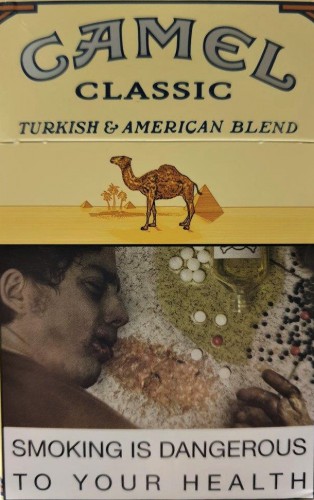 CAMEL
CLASSIC
TURKISH & AMERICAN BLEND
SMOKING IS DANGEROUS
TO YOUR HEALTH